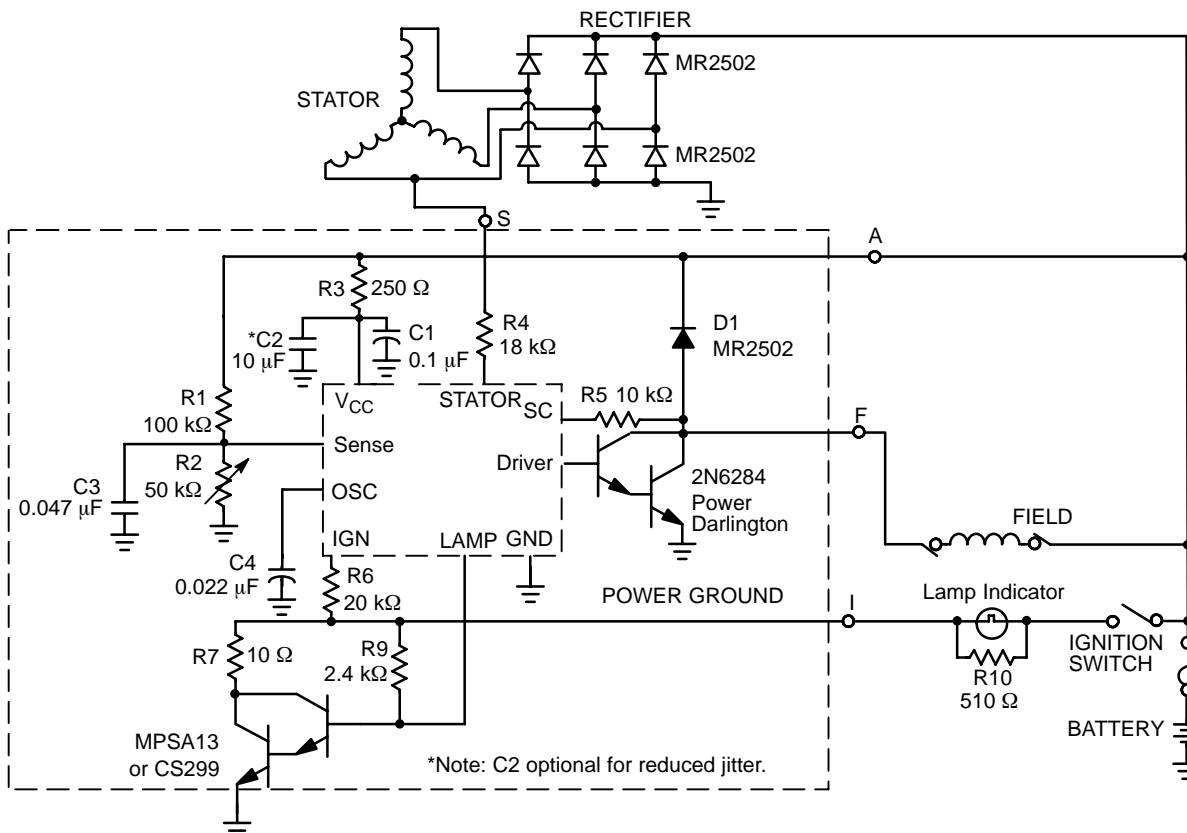 RECTIFIER
MR2502
STATOR
MR2502
S
A
R3
250 Ω
*C2
10 μF
C1
0.1 μF
R4
18 kΩ
D1
MR2502
R1
100 kΩ
VCC
STATOR
SC
R5 10 kΩ
F
Sense
Driver
R2
50 kΩ
C3
0.047 μF
OSC
2N6284
Power
Darlington
IGN
LAMP
GND
FIELD
C4
0.022 μF
R6
20 kΩ
POWER GROUND
I
Lamp Indicator
R7
10 Ω
R9
2.4 kΩ
R10
510 Ω
IGNITION
SWITCH
BATTERY
MPSA13
or CS299
*Note: C2 optional for reduced jitter.